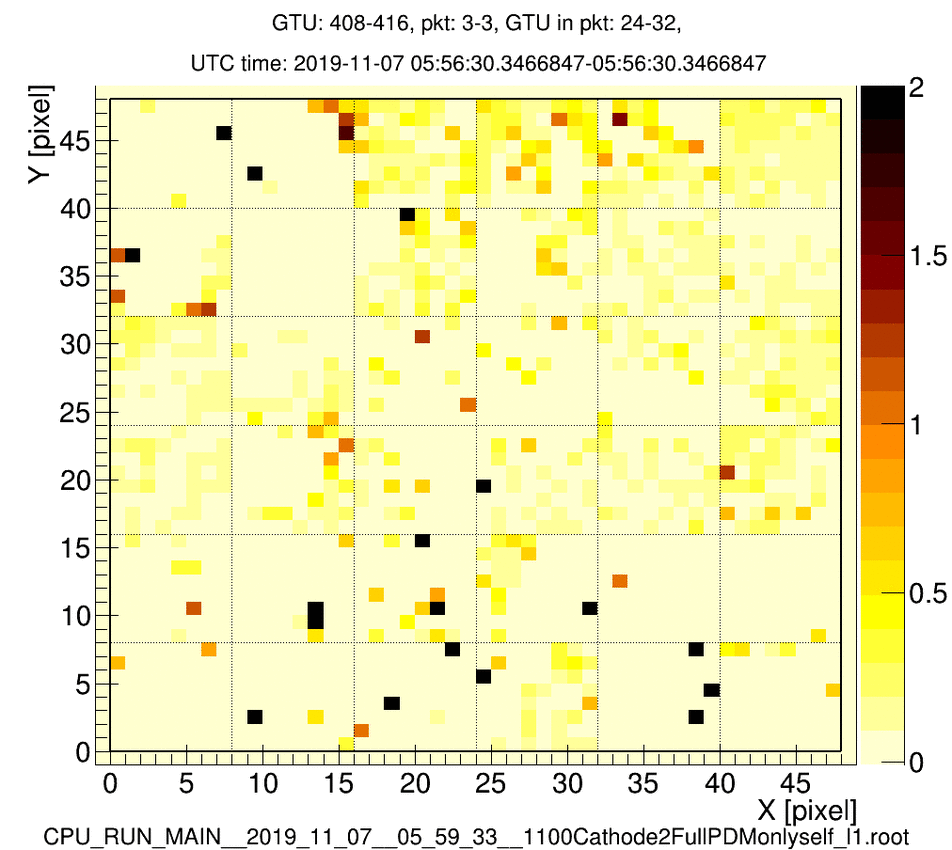 GTU: 408-416, pkt: 3-3, GTU in pkt: 24-32,
UTC time: 2019-11-07 05:56:30.3466847-05:56:30.3466847
Y [pixel]
45
40
35
30
25
20
15
10
5
0
0 5 10 15 20 25 30 35 40 45
X [pixel]
2
1.5
1
0.5
0
CPU_RUN_MAIN__2019_11_07__05_59_33__1100Cathode2FullPDMonlyself_l1.root